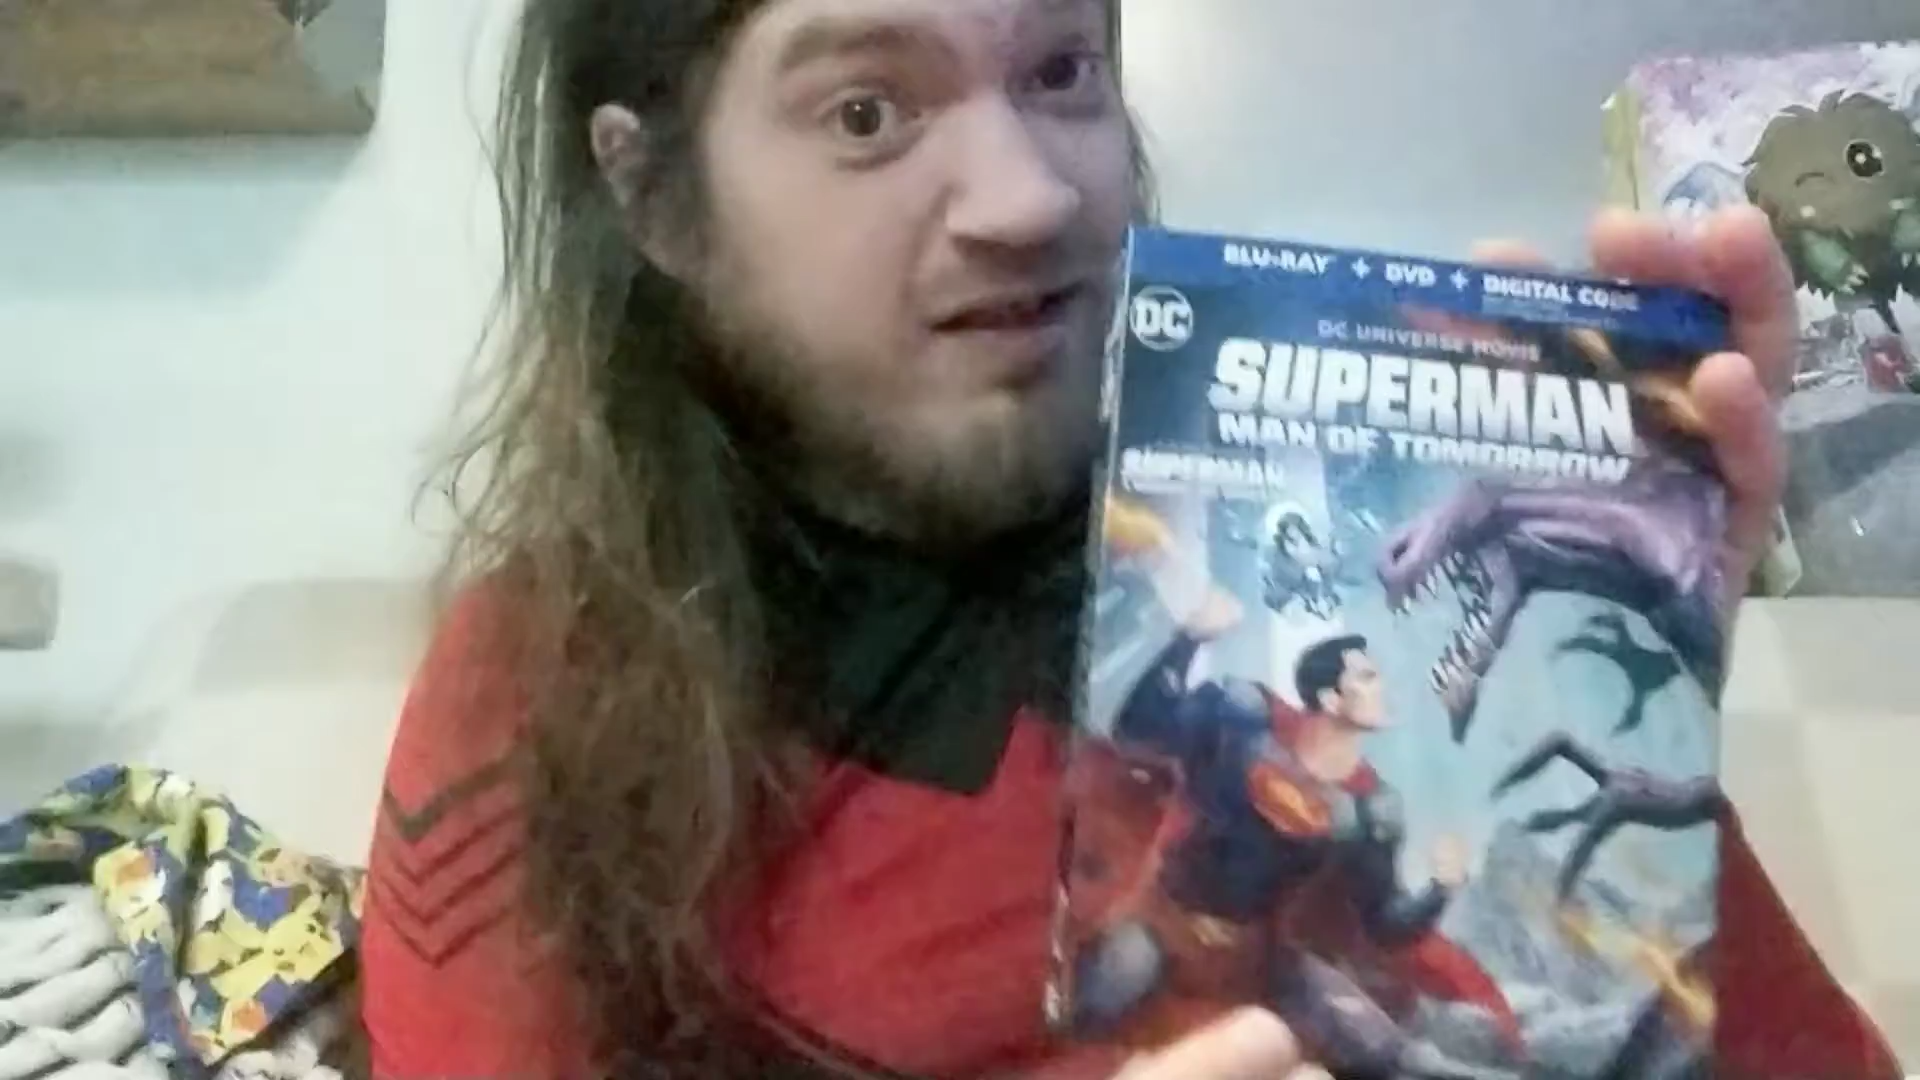 BLU-RAY + DVD + DIGITAL CODE
DC
DC UNIVERSE MOVIE
SUPERMAN
MAN OF TOMORROW
SUPERMAN